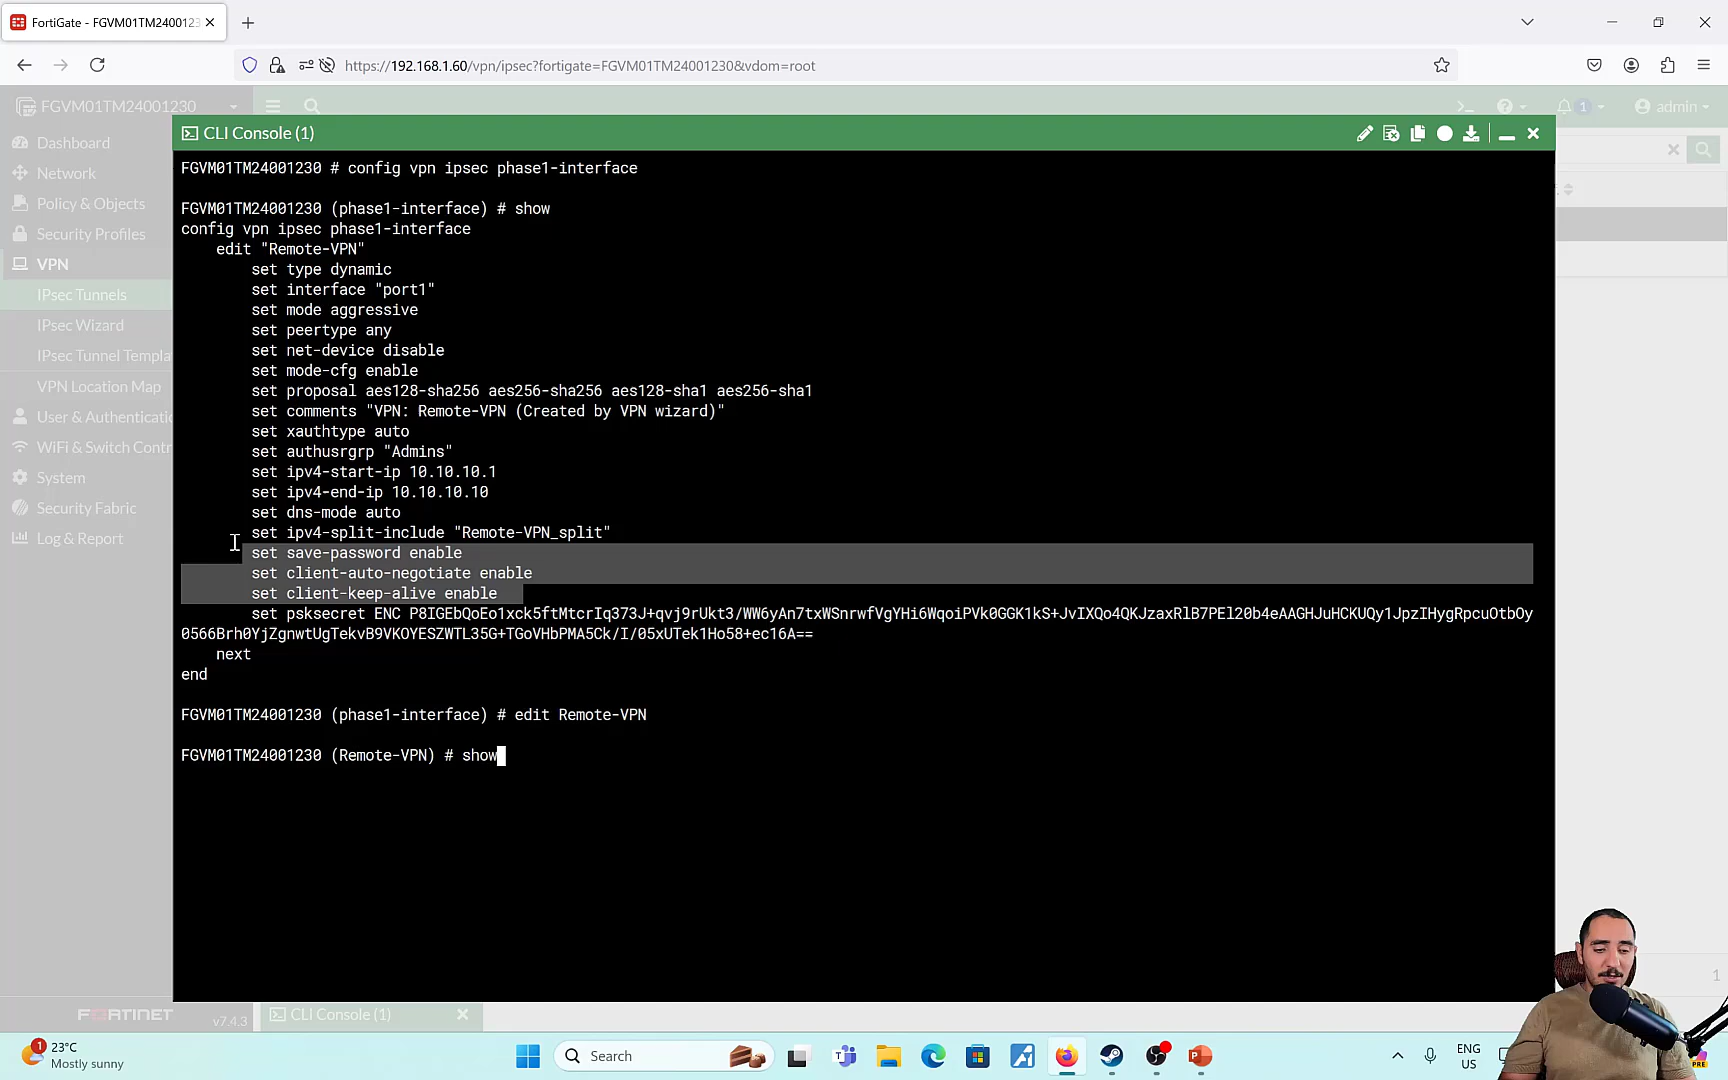 FortiGate - FGVM01TM2400123
https://192.168.1.60/vpn/ipsec?fortigate=FGVM01TM24001230&vdom=root
FGVM01TM24001230
1
admin
CLI Console (1)
Dashboard
Network
Policy & Objects
Security Profiles
VPN
IPsec Tunnels
IPsec Wizard
IPsec Tunnel Templa
VPN Location Map
User & Authenticatio
WiFi & Switch Contr
System
Security Fabric
Log & Report
FGVM01TM24001230 # config vpn ipsec phase1-interface
FGVM01TM24001230 (phase1-interface) # show
config vpn ipsec phase1-interface
edit "Remote-VPN"
set type dynamic
set interface "port1"
set mode aggressive
set peertype any
set net-device disable
set mode-cfg enable
set proposal aes128-sha256 aes256-sha256 aes128-sha1 aes256-sha1
set comments "VPN: Remote-VPN (Created by VPN wizard)"
set xauthtype auto
set authusrgrp "Admins"
set ipv4-start-ip 10.10.10.1
set ipv4-end-ip 10.10.10.10
set dns-mode auto
set ipv4-split-include "Remote-VPN_split"
set save-password enable
set client-auto-negotiate enable
set client-keep-alive enable
set psksecret ENC P8IGEbQoEo1xck5ftMtcrIq373J+qvj9rUkt3/WW6yAn7txWSnrwfVgYHi6WqoiPVk0GGK1kS+JvIXQo4QKJzaxRlB7PEl20b4eAAGHJuHCKUQy1JpzIHygRpcuOtbOy
0566Brh0YjZgnwtUgTekvB9VKOYESZWTL35G+TGoVHbPMA5Ck/I/05xUTek1Ho58+ec16A==
next
end
FGVM01TM24001230 (phase1-interface) # edit Remote-VPN
FGVM01TM24001230 (Remote-VPN) # show
1
FORTINET
v7.4.3
CLI Console (1)
1
23°C
Mostly sunny
Search
ENG
US
PRE